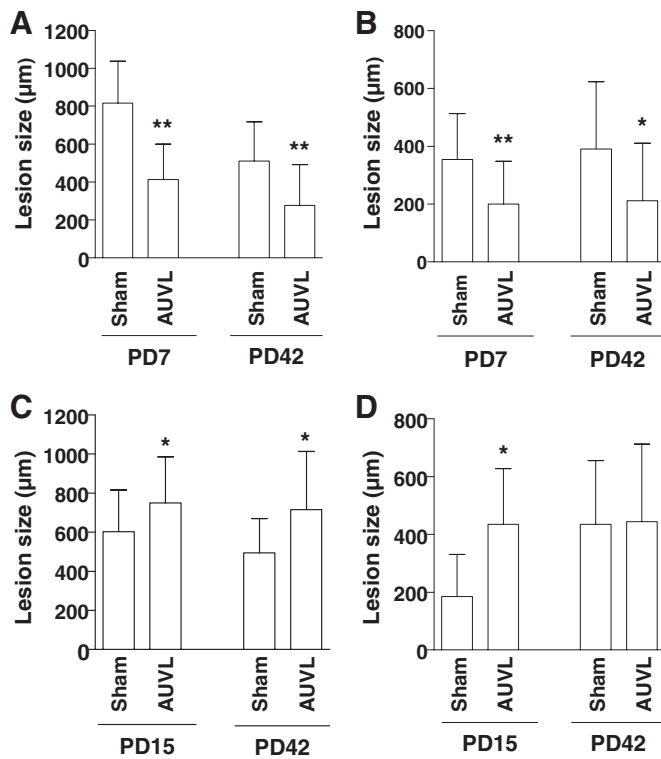 A
Lesion size (µm)
1200
1000
800
600
400
200
0
**
**
Sham
AUVL
Sham
AUVL
PD7
PD42
B
Lesion size (µm)
800
600
400
200
0
**
*
Sham
AUVL
Sham
AUVL
PD7
PD42
C
Lesion size (µm)
1200
1000
800
600
400
200
0
*
*
Sham
AUVL
Sham
AUVL
PD15
PD42
D
Lesion size (µm)
800
600
400
200
0
*
Sham
AUVL
Sham
AUVL
PD15
PD42